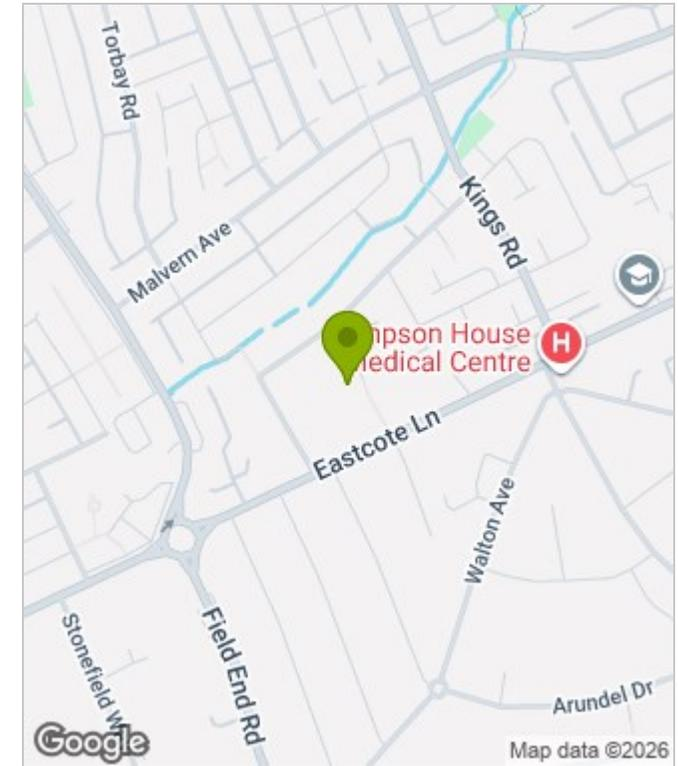 Torbay Rd
Malvern Ave
Kings Rd
mpson House
Medical Centre
H
Eastcote Ln
Walton Ave
Field End Rd
Stonefield W
Arundel Dr
Google
Map data ©2026